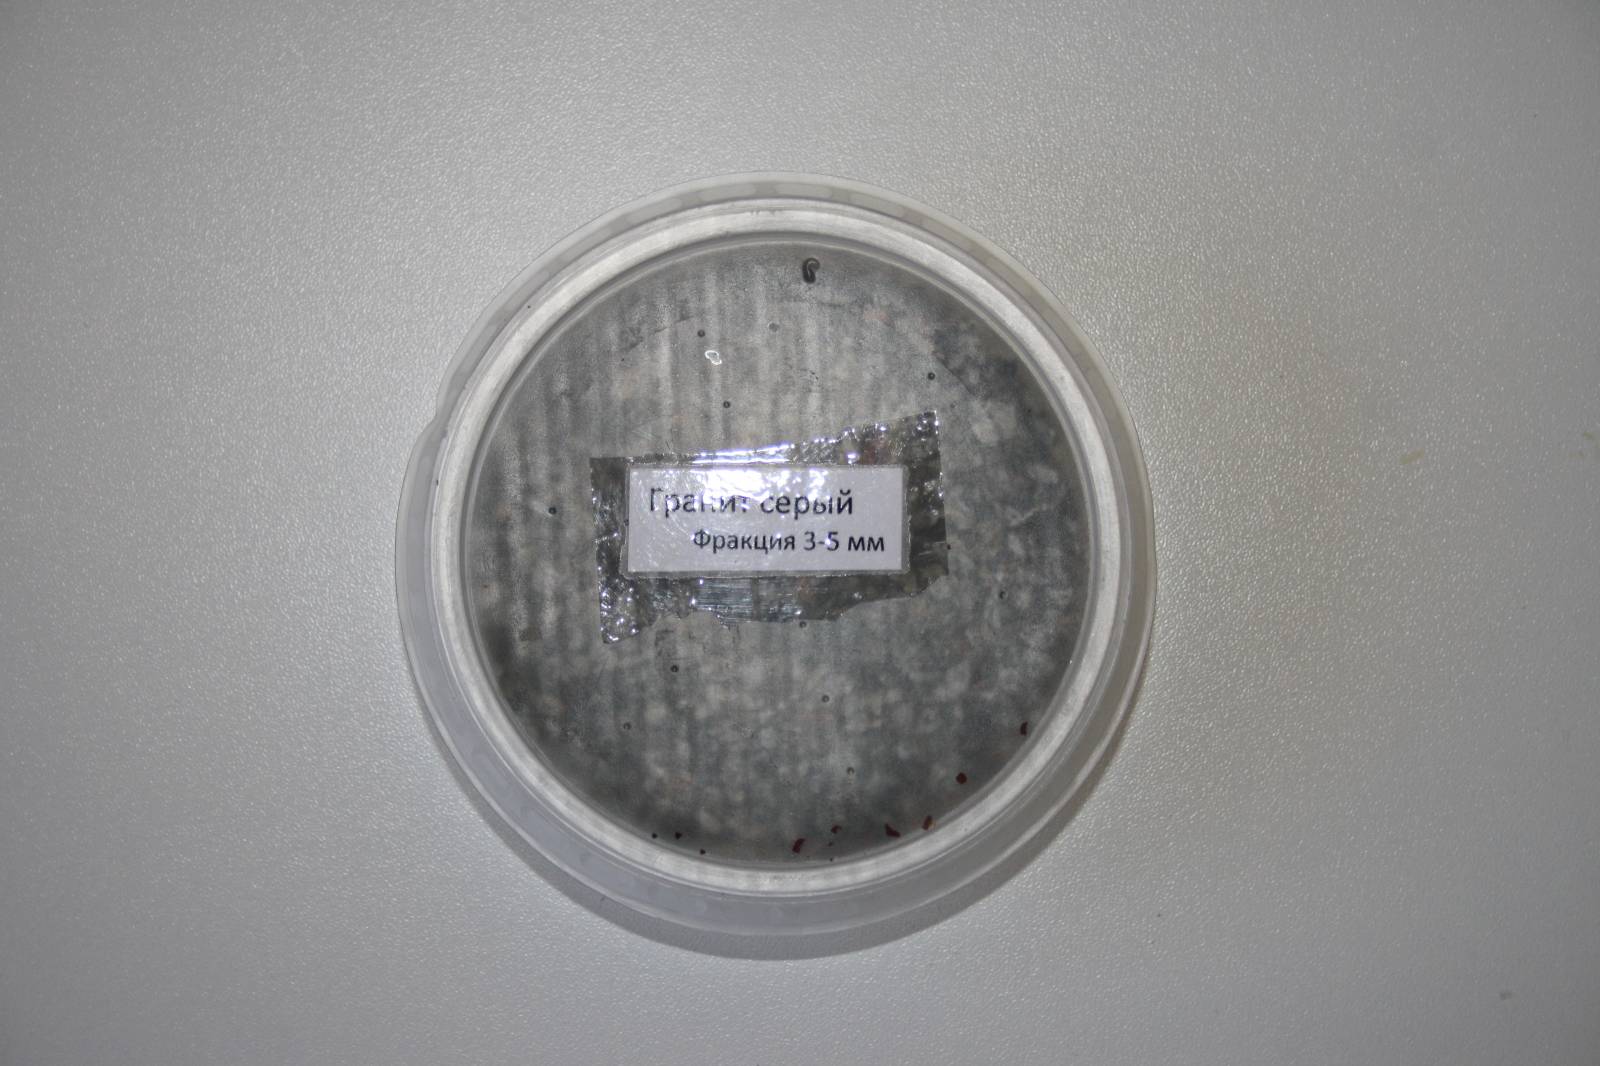 Гранит серый
Фракция 3-5 мм